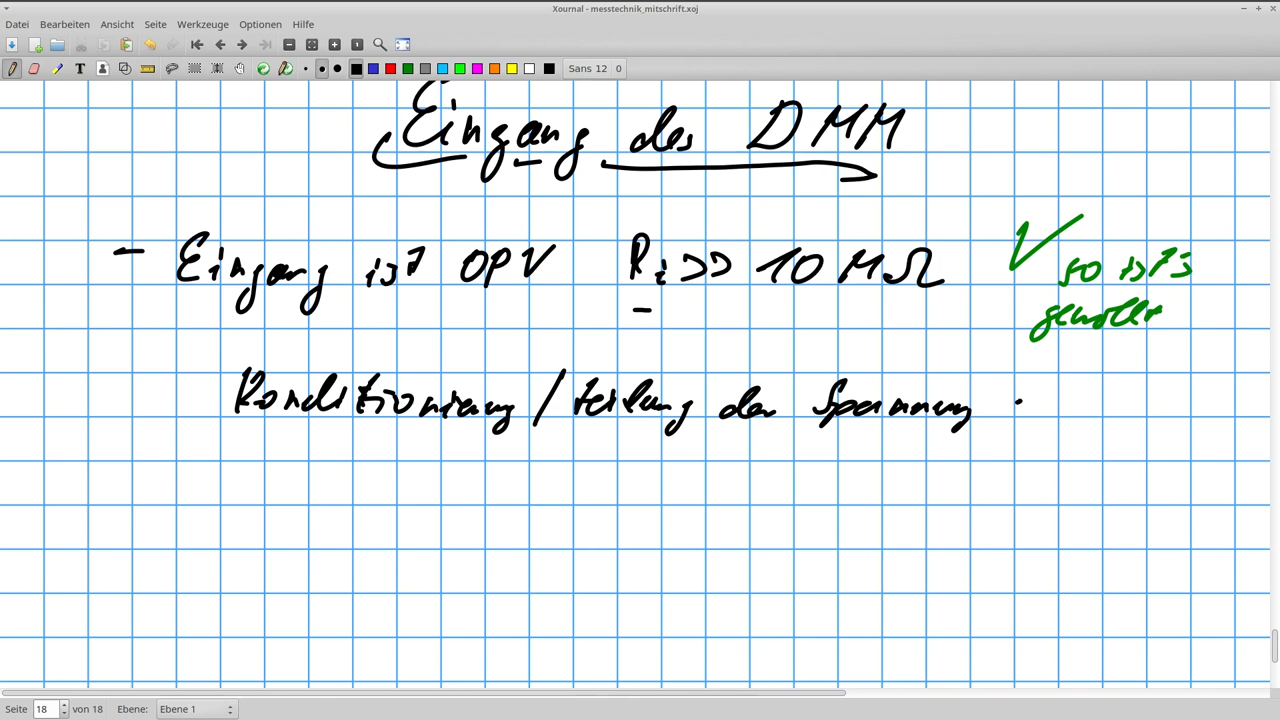 Xournal - messtechnik_mitschrift.xoj
Datei Bearbeiten Ansicht Seite Werkzeuge Optionen Hilfe
Sans 12 0
Eingang des DMM
- Eingang ist OPV Ri >> 10 MΩ
so ist's
gewollt
Konditionierung / teilung der Spannung .
Seite 18 von 18 Ebene: Ebene 1